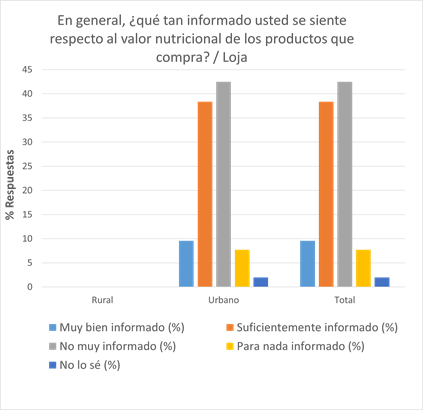 En general, ¿qué tan informado usted se siente
respecto al valor nutricional de los productos que
compra? / Loja
% Respuestas
45
40
35
30
25
20
15
10
5
0
Rural Urbano Total
Muy bien informado (%) Suficientemente informado (%)
No muy informado (%) Para nada informado (%)
No lo sé (%)